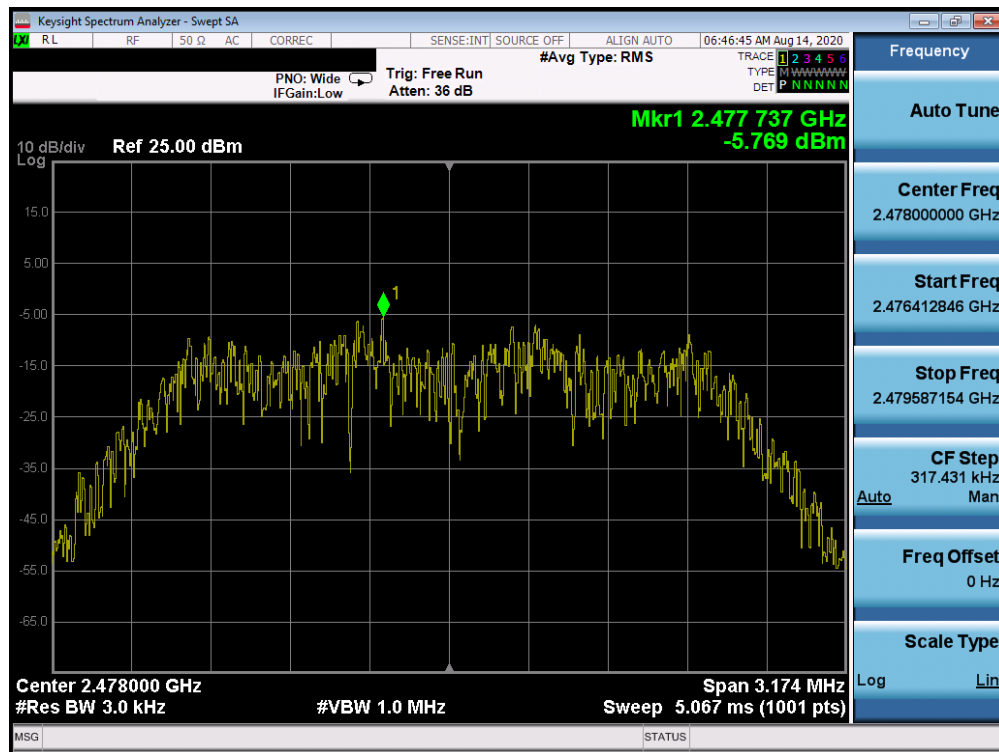 Keysight Spectrum Analyzer - Swept SA
LXI RL RF 50 Ω AC CORREC SENSE:INT SOURCE OFF ALIGN AUTO 06:46:45 AM Aug 14, 2020
PNO: Wide
IFGain:Low
Trig: Free Run
Atten: 36 dB
#Avg Type: RMS
TRACE 1 2 3 4 5 6
TYPE M WWWWW
DET P N N N N N
Mkr1 2.477 737 GHz
-5.769 dBm
10 dB/div
Log
Ref 25.00 dBm
15.0
5.00
-5.00
-15.0
-25.0
-35.0
-45.0
-55.0
-65.0
1
Center 2.478000 GHz
#Res BW 3.0 kHz
#VBW 1.0 MHz
Span 3.174 MHz
Sweep 5.067 ms (1001 pts)
MSG
STATUS
Frequency
Auto Tune
Center Freq
2.478000000 GHz
Start Freq
2.476412846 GHz
Stop Freq
2.479587154 GHz
CF Step
317.431 kHz
Auto Man
Freq Offset
0 Hz
Scale Type
Log Lin